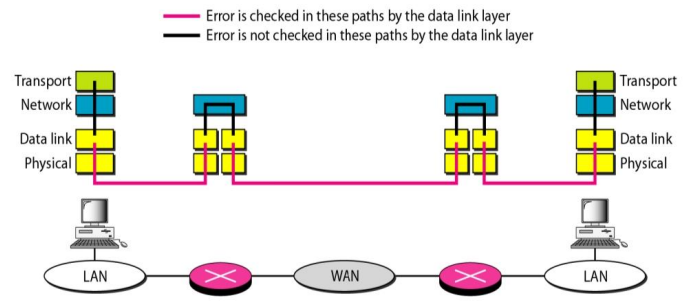 Error is checked in these paths by the data link layer
Error is not checked in these paths by the data link layer
Transport
Transport
Network
Network
Data link
Data link
Physical
Physical
LAN
WAN
LAN